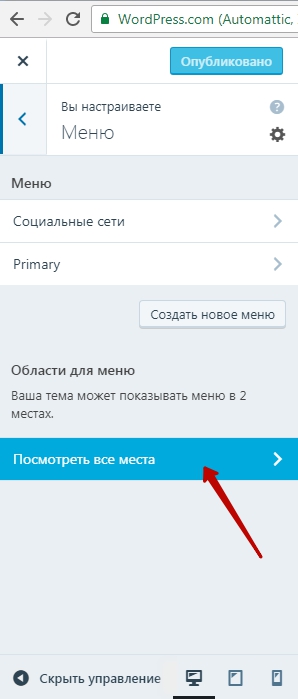 WordPress.com (Automattic,
Опубликовано
Вы настраиваете
Меню
Меню
Социальные сети
Primary
Создать новое меню
Области для меню
Ваша тема может показывать меню в 2
местах.
Посмотреть все места
Скрыть управление